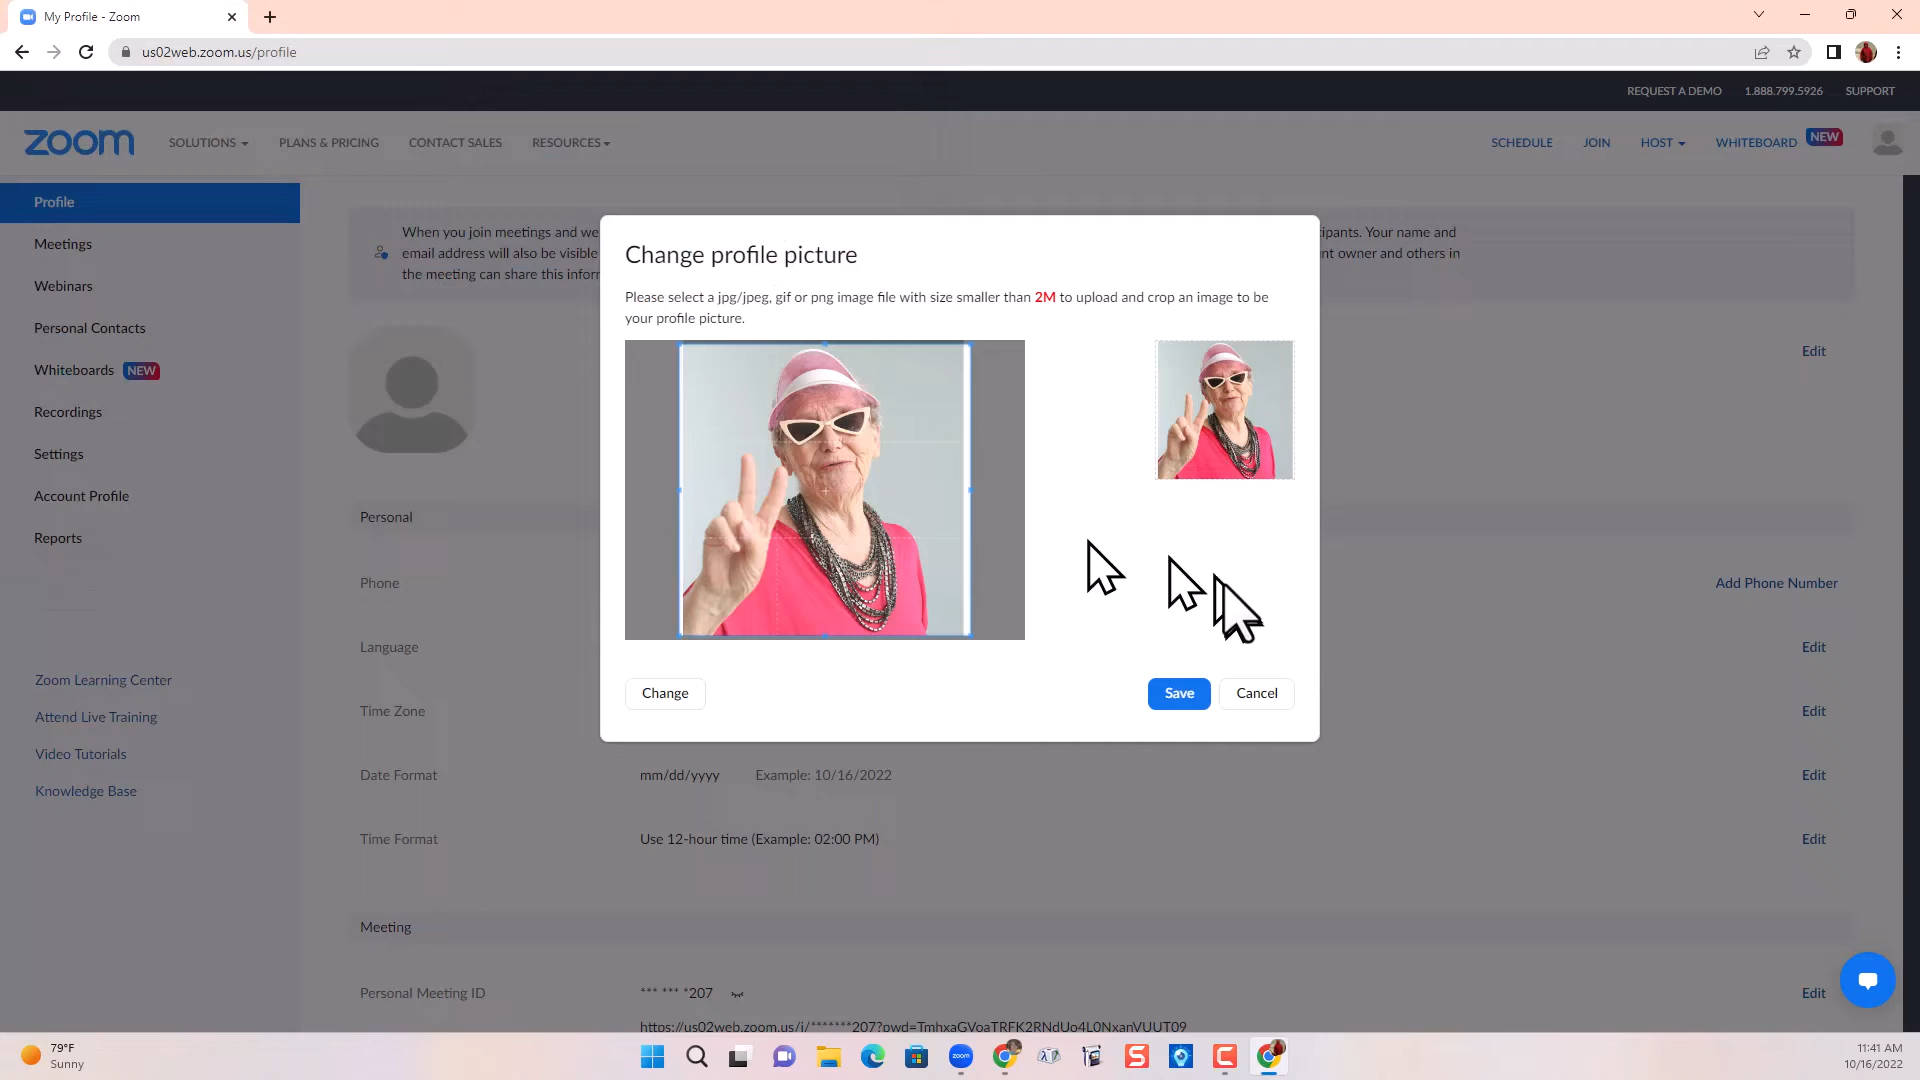 My Profile - Zoom
us02web.zoom.us/profile
REQUEST A DEMO 1.888.799.5926 SUPPORT
zoom SOLUTIONS PLANS & PRICING CONTACT SALES RESOURCES SCHEDULE JOIN HOST WHITEBOARD NEW
Profile
Meetings
Webinars
Personal Contacts
Whiteboards NEW
Recordings
Settings
Account Profile
Reports
Zoom Learning Center
Attend Live Training
Video Tutorials
Knowledge Base
When you join meetings and we
ipants. Your name and
email address will also be visible
nt owner and others in
the meeting can share this infor
Edit
Change profile picture
Please select a jpg/jpeg, gif or png image file with size smaller than 2M to upload and crop an image to be
your profile picture.
Change Save Cancel
Personal
Phone Add Phone Number
Language Edit
Time Zone Edit
Date Format mm/dd/yyyy Example: 10/16/2022 Edit
Time Format Use 12-hour time (Example: 02:00 PM) Edit
Meeting
Personal Meeting ID *** *** *207 Edit
79°F
Sunny
zoom
S
C
11:41 AM
10/16/2022